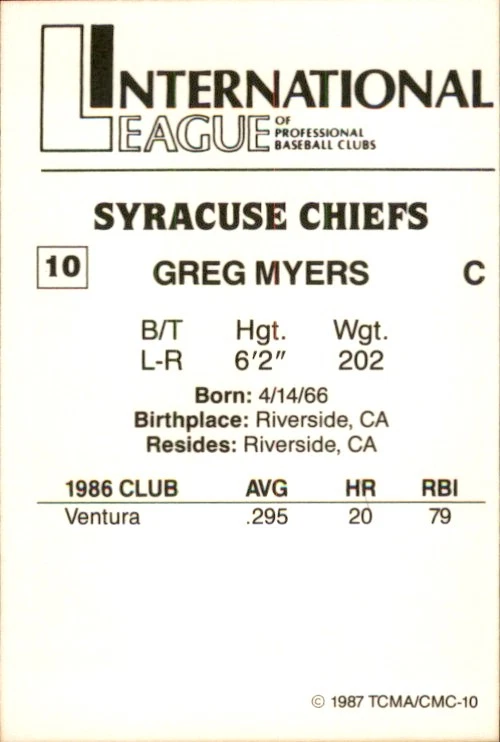 INTERNATIONAL
LEAGUE OF PROFESSIONAL BASEBALL CLUBS
SYRACUSE CHIEFS
10 GREG MYERS C
B/T Hgt. Wgt.
L-R 6'2" 202
Born: 4/14/66
Birthplace: Riverside, CA
Resides: Riverside, CA
1986 CLUB AVG HR RBI
Ventura .295 20 79
© 1987 TCMA/CMC-10